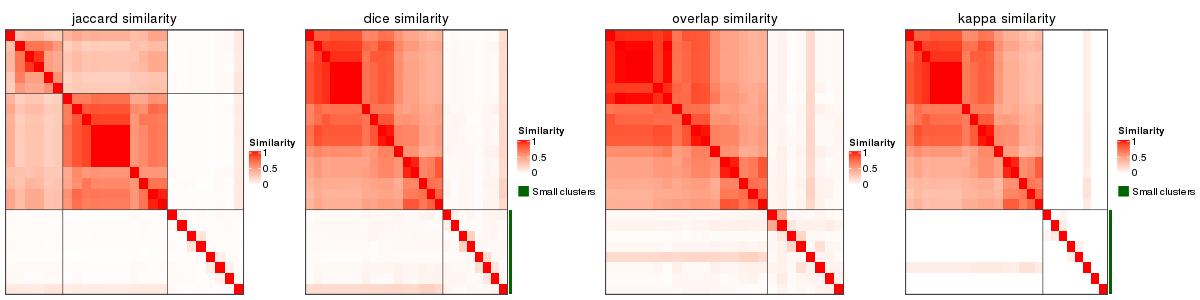 jaccard similarity
Similarity
1
0.5
0
dice similarity
Similarity
1
0.5
0
Small clusters
overlap similarity
Similarity
1
0.5
0
kappa similarity
Similarity
1
0.5
0
Small clusters